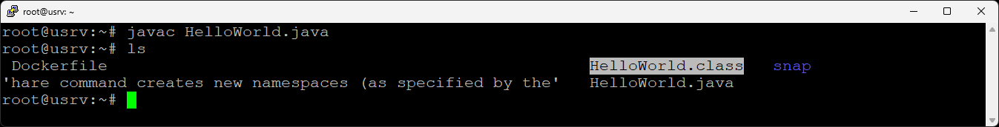 root@usrv: ~
root@usrv:~# javac HelloWorld.java
root@usrv:~# ls
Dockerfile HelloWorld.class snap
'hare command creates new namespaces (as specified by the' HelloWorld.java
root@usrv:~#